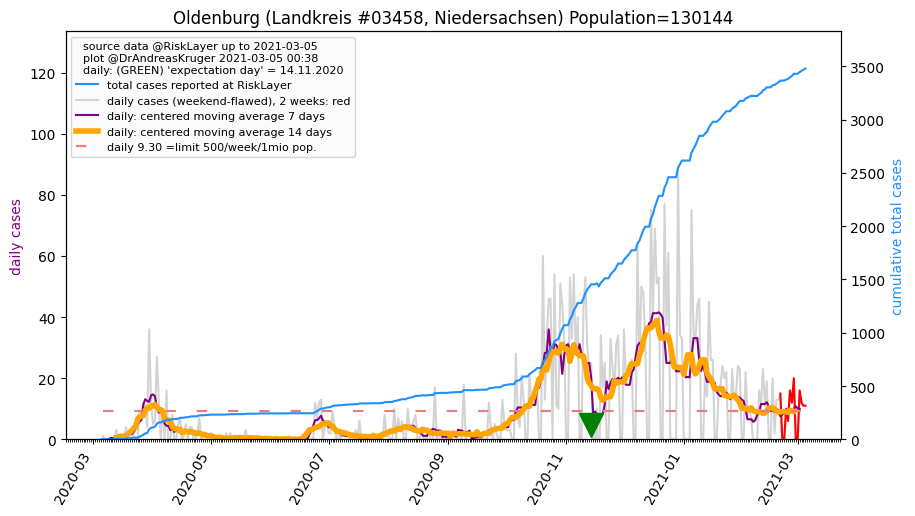 Oldenburg (Landkreis #03458, Niedersachsen) Population=130144
source data @RiskLayer up to 2021-03-05
plot @DrAndreasKruger 2021-03-05 00:38
daily: (GREEN) 'expectation day' = 14.11.2020
total cases reported at RiskLayer
daily cases (weekend-flawed), 2 weeks: red
daily: centered moving average 7 days
daily: centered moving average 14 days
daily 9.30 =limit 500/week/1mio pop.
daily cases
120
100
80
60
40
20
0
3500
3000
2500
2000
1500
1000
500
0
cumulative total cases
2020-03
2020-05
2020-07
2020-09
2020-11
2021-01
2021-03